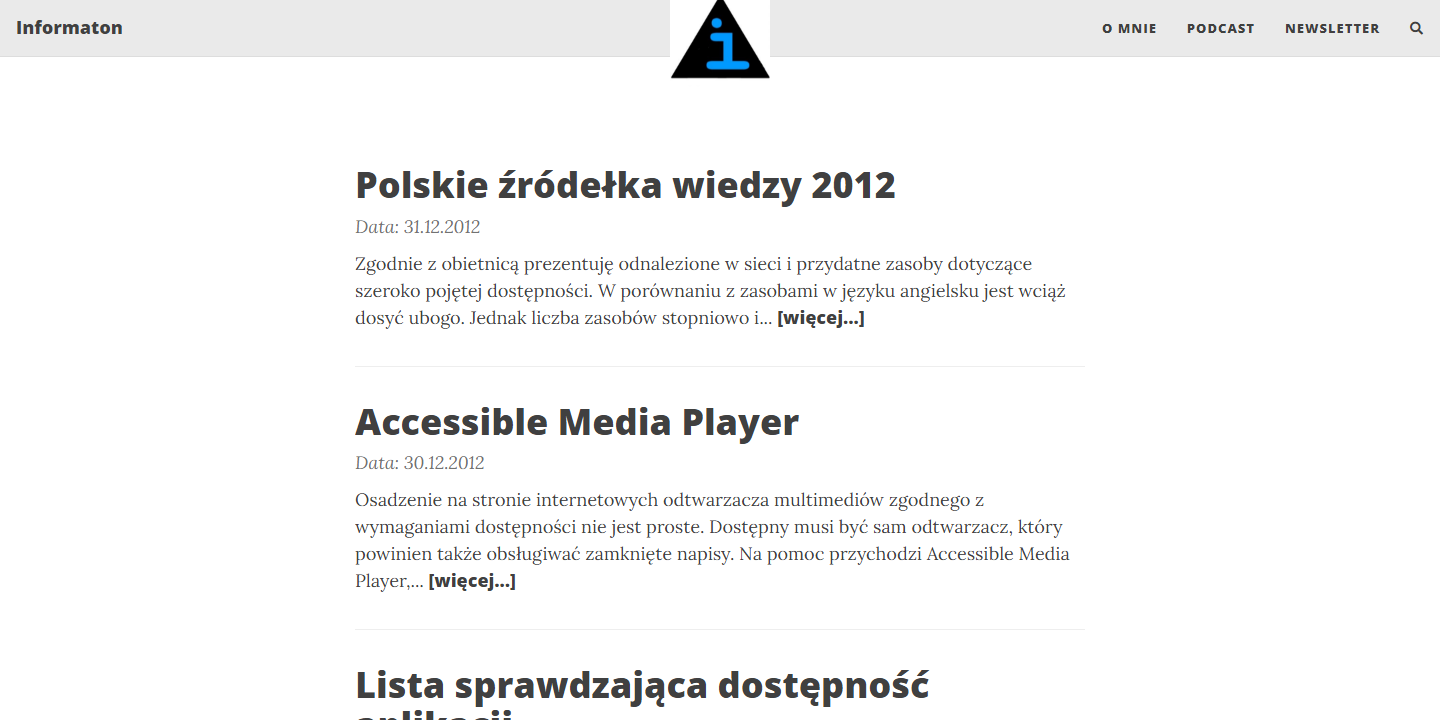 Informaton
i
O MNIE
PODCAST
NEWSLETTER
Polskie źródełka wiedzy 2012
Data: 31.12.2012
Zgodnie z obietnicą prezentuję odnalezione w sieci i przydatne zasoby dotyczące
szeroko pojętej dostępności. W porównaniu z zasobami w języku angielsku jest wciąż
dosyć ubogo. Jednak liczba zasobów stopniowo i... [więcej...]
Accessible Media Player
Data: 30.12.2012
Osadzenie na stronie internetowych odtwarzacza multimediów zgodnego z
wymaganiami dostępności nie jest proste. Dostępny musi być sam odtwarzacz, który
powinien także obsługiwać zamknięte napisy. Na pomoc przychodzi Accessible Media
Player,... [więcej...]
Lista sprawdzająca dostępność
aplikacji